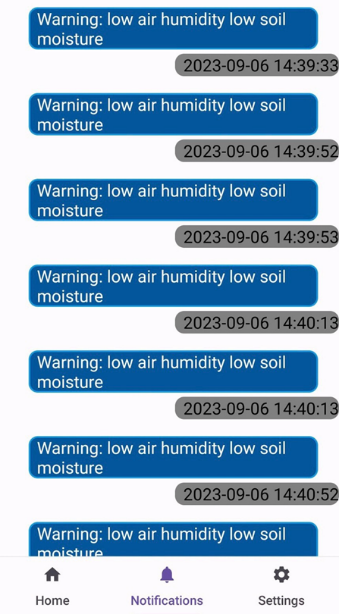 Warning: low air humidity low soil
moisture
2023-09-06 14:39:33
Warning: low air humidity low soil
moisture
2023-09-06 14:39:52
Warning: low air humidity low soil
moisture
2023-09-06 14:39:53
Warning: low air humidity low soil
moisture
2023-09-06 14:40:13
Warning: low air humidity low soil
moisture
2023-09-06 14:40:13
Warning: low air humidity low soil
moisture
2023-09-06 14:40:52
Warning: low air humidity low soil
moisture
Home Notifications Settings